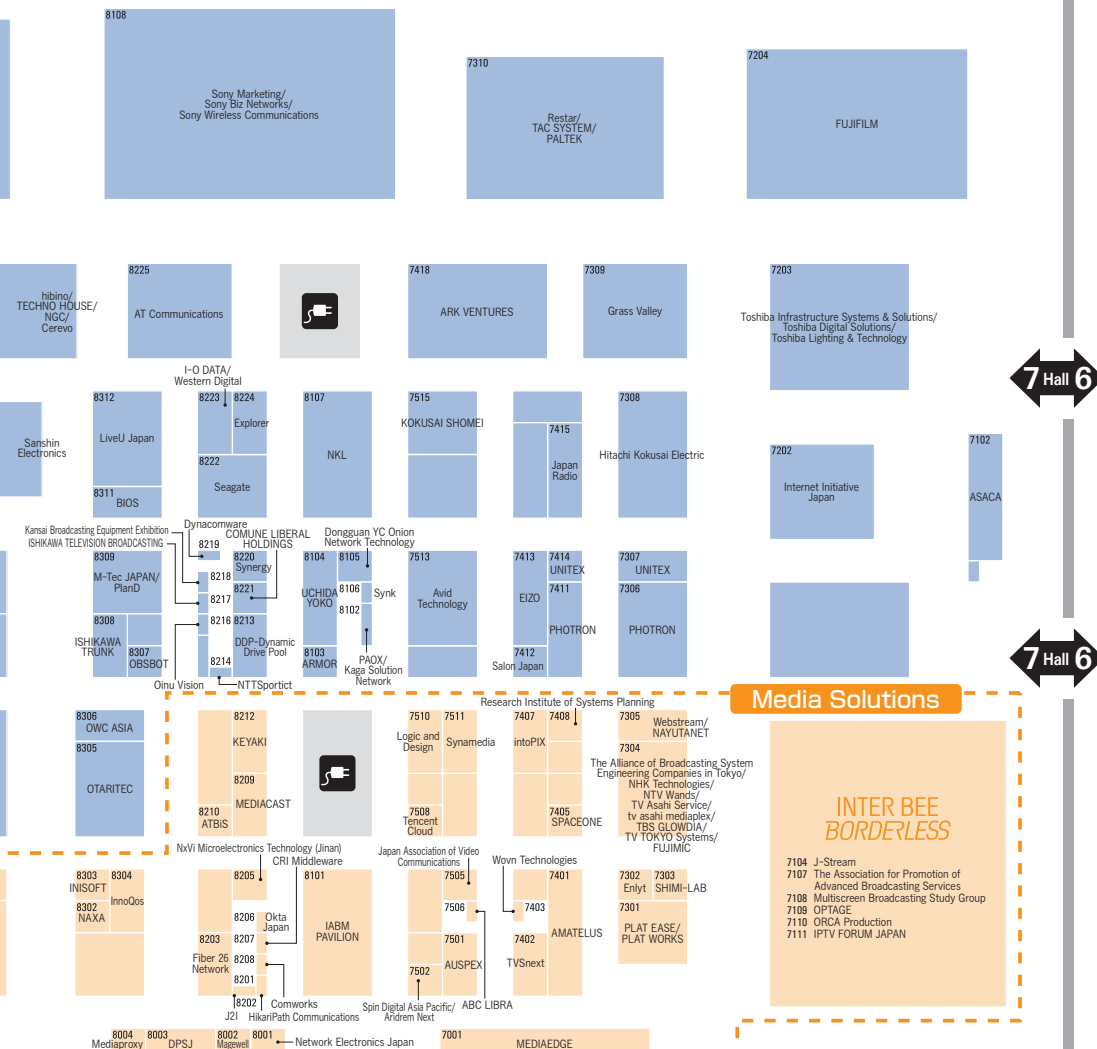 8108
Sony Marketing/
Sony Biz Networks/
Sony Wireless Communications
7310
Restar/
TAC SYSTEM/
PALTEK
7204
FUJIFILM
hibino/
TECHNO HOUSE/
NGC/
Cerevo
8225
AT Communications
7418
ARK VENTURES
7309
Grass Valley
7203
Toshiba Infrastructure Systems & Solutions/
Toshiba Digital Solutions/
Toshiba Lighting & Technology
7 Hall 6
I-O DATA/
Western Digital
Sanshin
Electronics
8312
LiveU Japan
8311
BIOS
8223
8224
Explorer
8222
Seagate
8107
NKL
7515
KOKUSAI SHOMEI
7415
Japan
Radio
7308
Hitachi Kokusai Electric
7202
Internet Initiative
Japan
7102
ASACA
Kansai Broadcasting Equipment Exhibition
ISHIKAWA TELEVISION BROADCASTING
Dynacomware
COMUNE LIBERAL
HOLDINGS
Dongguan YC Onion
Network Technology
8309
M-Tec JAPAN/
PlanD
8308
ISHIKAWA
TRUNK
8307
OBSBOT
8219
8218
8217
8216
8214
8220
Synergy
8221
8213
DDP-Dynamic
Drive Pool
Oinu Vision
NTTSportict
8104
UCHIDA
YOKO
8103
ARMOR
8105
8106
Synk
8102
PAOX/
Kaga Solution
Network
7513
Avid
Technology
7413
EIZO
7412
Salon Japan
7414
UNITEX
7411
PHOTRON
7307
UNITEX
7306
PHOTRON
7 Hall 6
Media Solutions
8306
OWC ASIA
8305
OTARITEC
8212
KEYAKI
8209
MEDIACAST
8210
ATBiS
Research Institute of Systems Planning
7510
Logic and
Design
7511
Synamedia
7508
Tencent
Cloud
7407
intoPIX
7408
7405
SPACEONE
7305
Webstream/
NAYUTANET
7304
The Alliance of Broadcasting System
Engineering Companies in Tokyo/
NHK Technologies/
NTV Wands/
TV Asahi Service/
tv asahi mediaplex/
TBS GLOWDIA/
TV TOKYO Systems/
FUJIMIC
INTER BEE
BORDERLESS
7104 J-Stream
7107 The Association for Promotion of
Advanced Broadcasting Services
7108 Multiscreen Broadcasting Study Group
7109 OPTAGE
7110 ORCA Production
7111 IPTV FORUM JAPAN
NxVi Microelectronics Technology (Jinan)
CRI Middleware
Japan Association of Video
Communications
Wovn Technologies
8303
INISOFT
8302
NAXA
8304
InnoQos
8205
8206
Okta
Japan
8207
8203
Fiber 26
Network
8208
8201
8202
J2I
HikariPath Communications
Comworks
8101
IABM
PAVILION
7505
7506
7501
AUSPEX
7502
Spin Digital Asia Pacific/
Aridrem Next
ABC LIBRA
7403
7402
TVSnext
7401
AMATELUS
7302
Enlyt
7303
SHIMI-LAB
7301
PLAT EASE/
PLAT WORKS
8004
Mediaproxy
8003
DPSJ
8002
Magewell
8001
Network Electronics Japan
7001
MEDIAEDGE